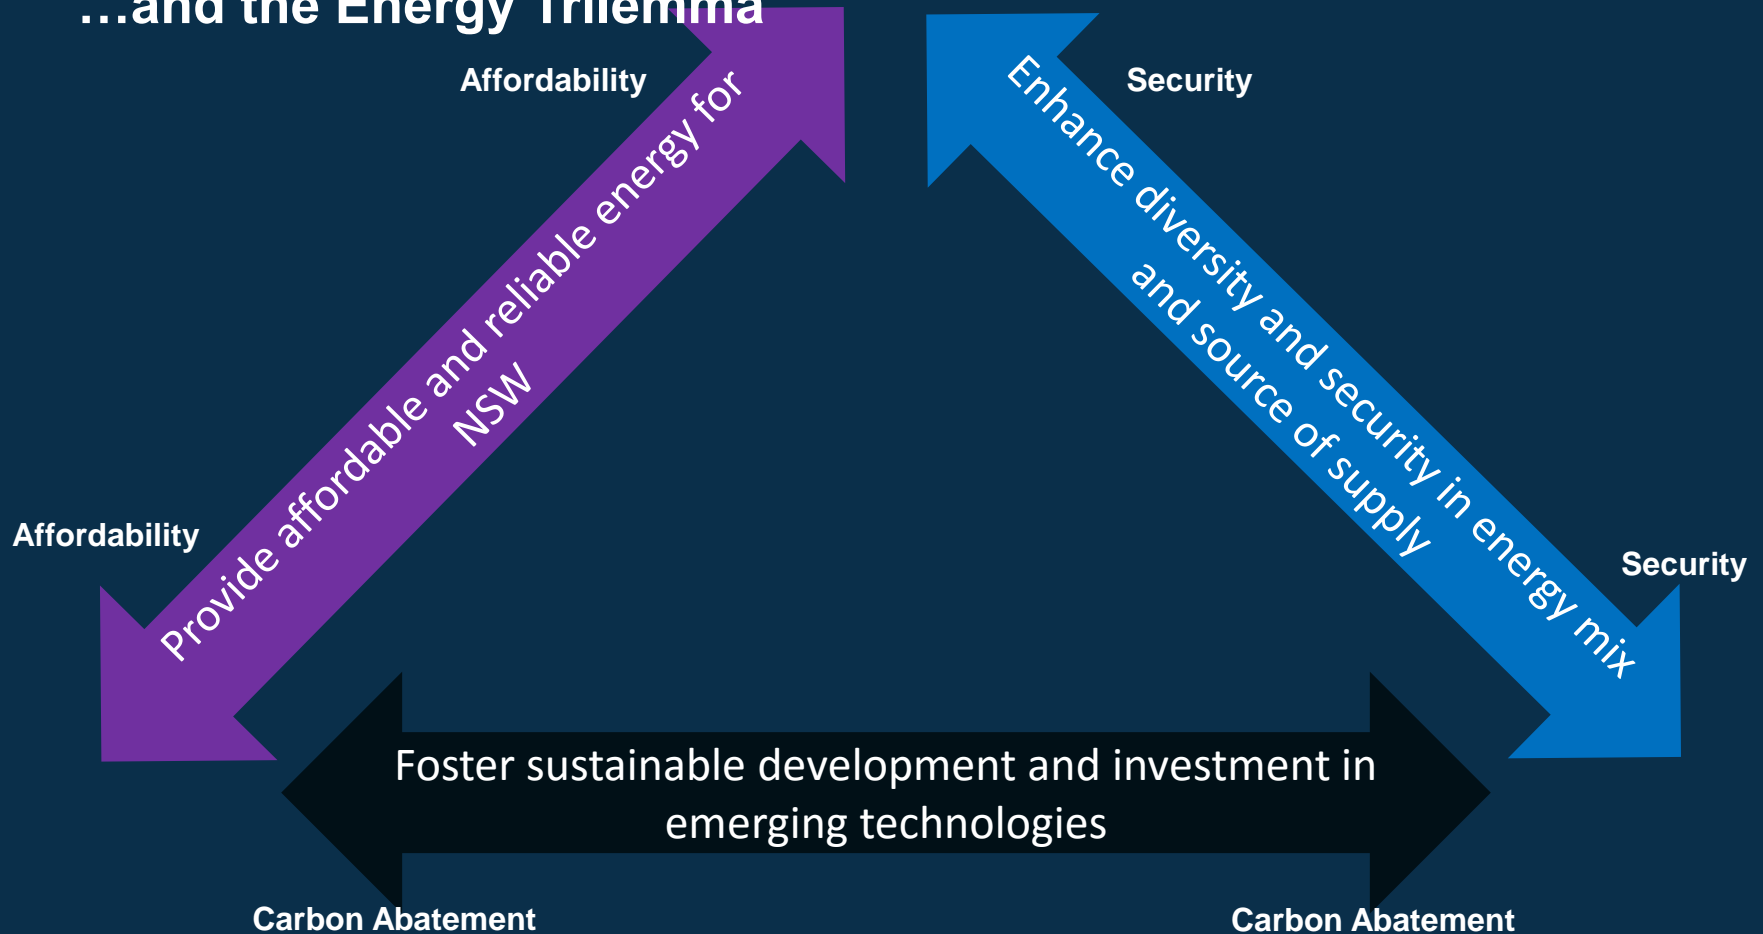 …and the Energy Trilemma
Affordability
Security
Provide affordable and reliable energy for
NSW
Enhance diversity and security in energy mix
and source of supply
Affordability
Security
Foster sustainable development and investment in
emerging technologies
Carbon Abatement
Carbon Abatement